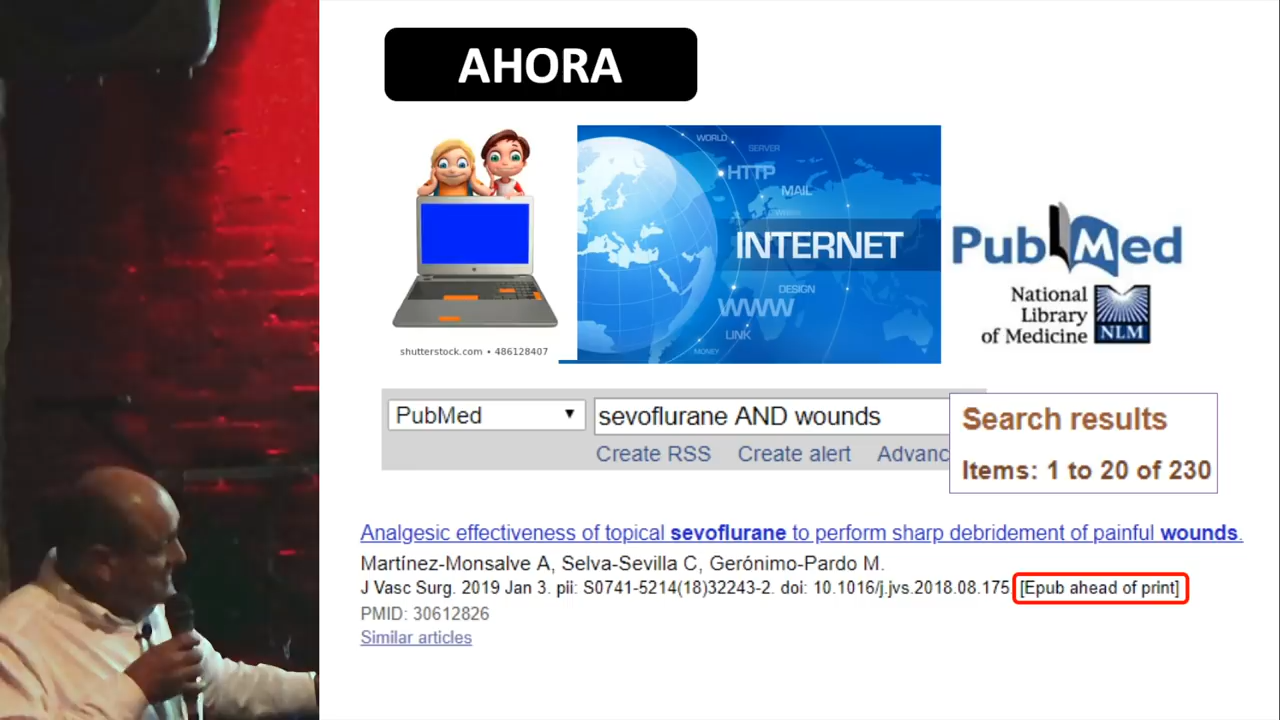 AHORA
shutterstock.com • 486128407
WORLD
SERVER
HTTP
MAIL
INTERNET
DESIGN
WWW
LINK
MONEY
PubMed
National
Library
of Medicine
NLM
PubMed
sevoflurane AND wounds
Create RSS Create alert Advanc
Search results
Items: 1 to 20 of 230
Analgesic effectiveness of topical sevoflurane to perform sharp debridement of painful wounds.
Martínez-Monsalve A, Selva-Sevilla C, Gerónimo-Pardo M.
J Vasc Surg. 2019 Jan 3. pii: S0741-5214(18)32243-2. doi: 10.1016/j.jvs.2018.08.175. [Epub ahead of print]
PMID: 30612826
Similar articles